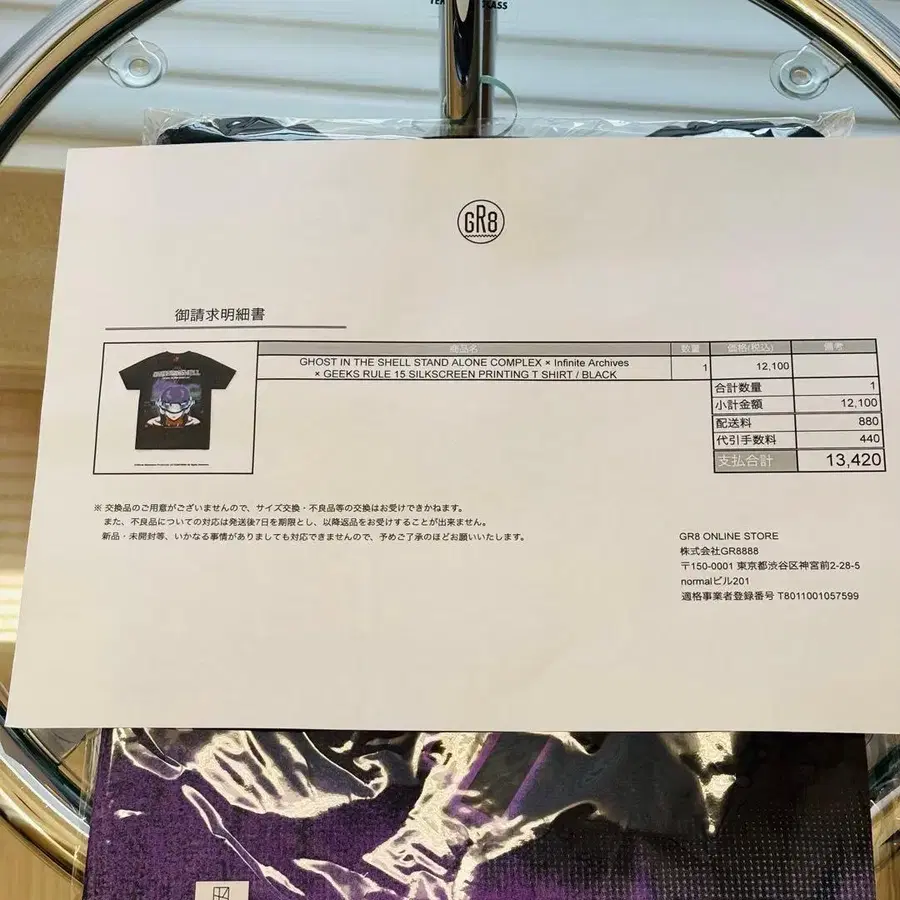 GR8
御請求明細書
商品名 数量 価格(税込) 備考
GHOST IN THE SHELL STAND ALONE COMPLEX × Infinite Archives
× GEEKS RULE 15 SILKSCREEN PRINTING T SHIRT / BLACK
1 12,100
合計数量 1
小計金額 12,100
配送料 880
代引手数料 440
支払合計 13,420
※ 交換品のご用意がございませんので、サイズ交換・不良品等の交換はお受けできかねます。
また、不良品についての対応は発送後7日を期限とし、以降返品をお受けすることが出来ません。
新品・未開封等、いかなる事情がありましても対応できませんので、予めご了承のほどお願いいたします。
GR8 ONLINE STORE
株式会社GR8888
〒150-0001 東京都渋谷区神宮前2-28-5
normalビル201
適格事業者登録番号 T8011001057599